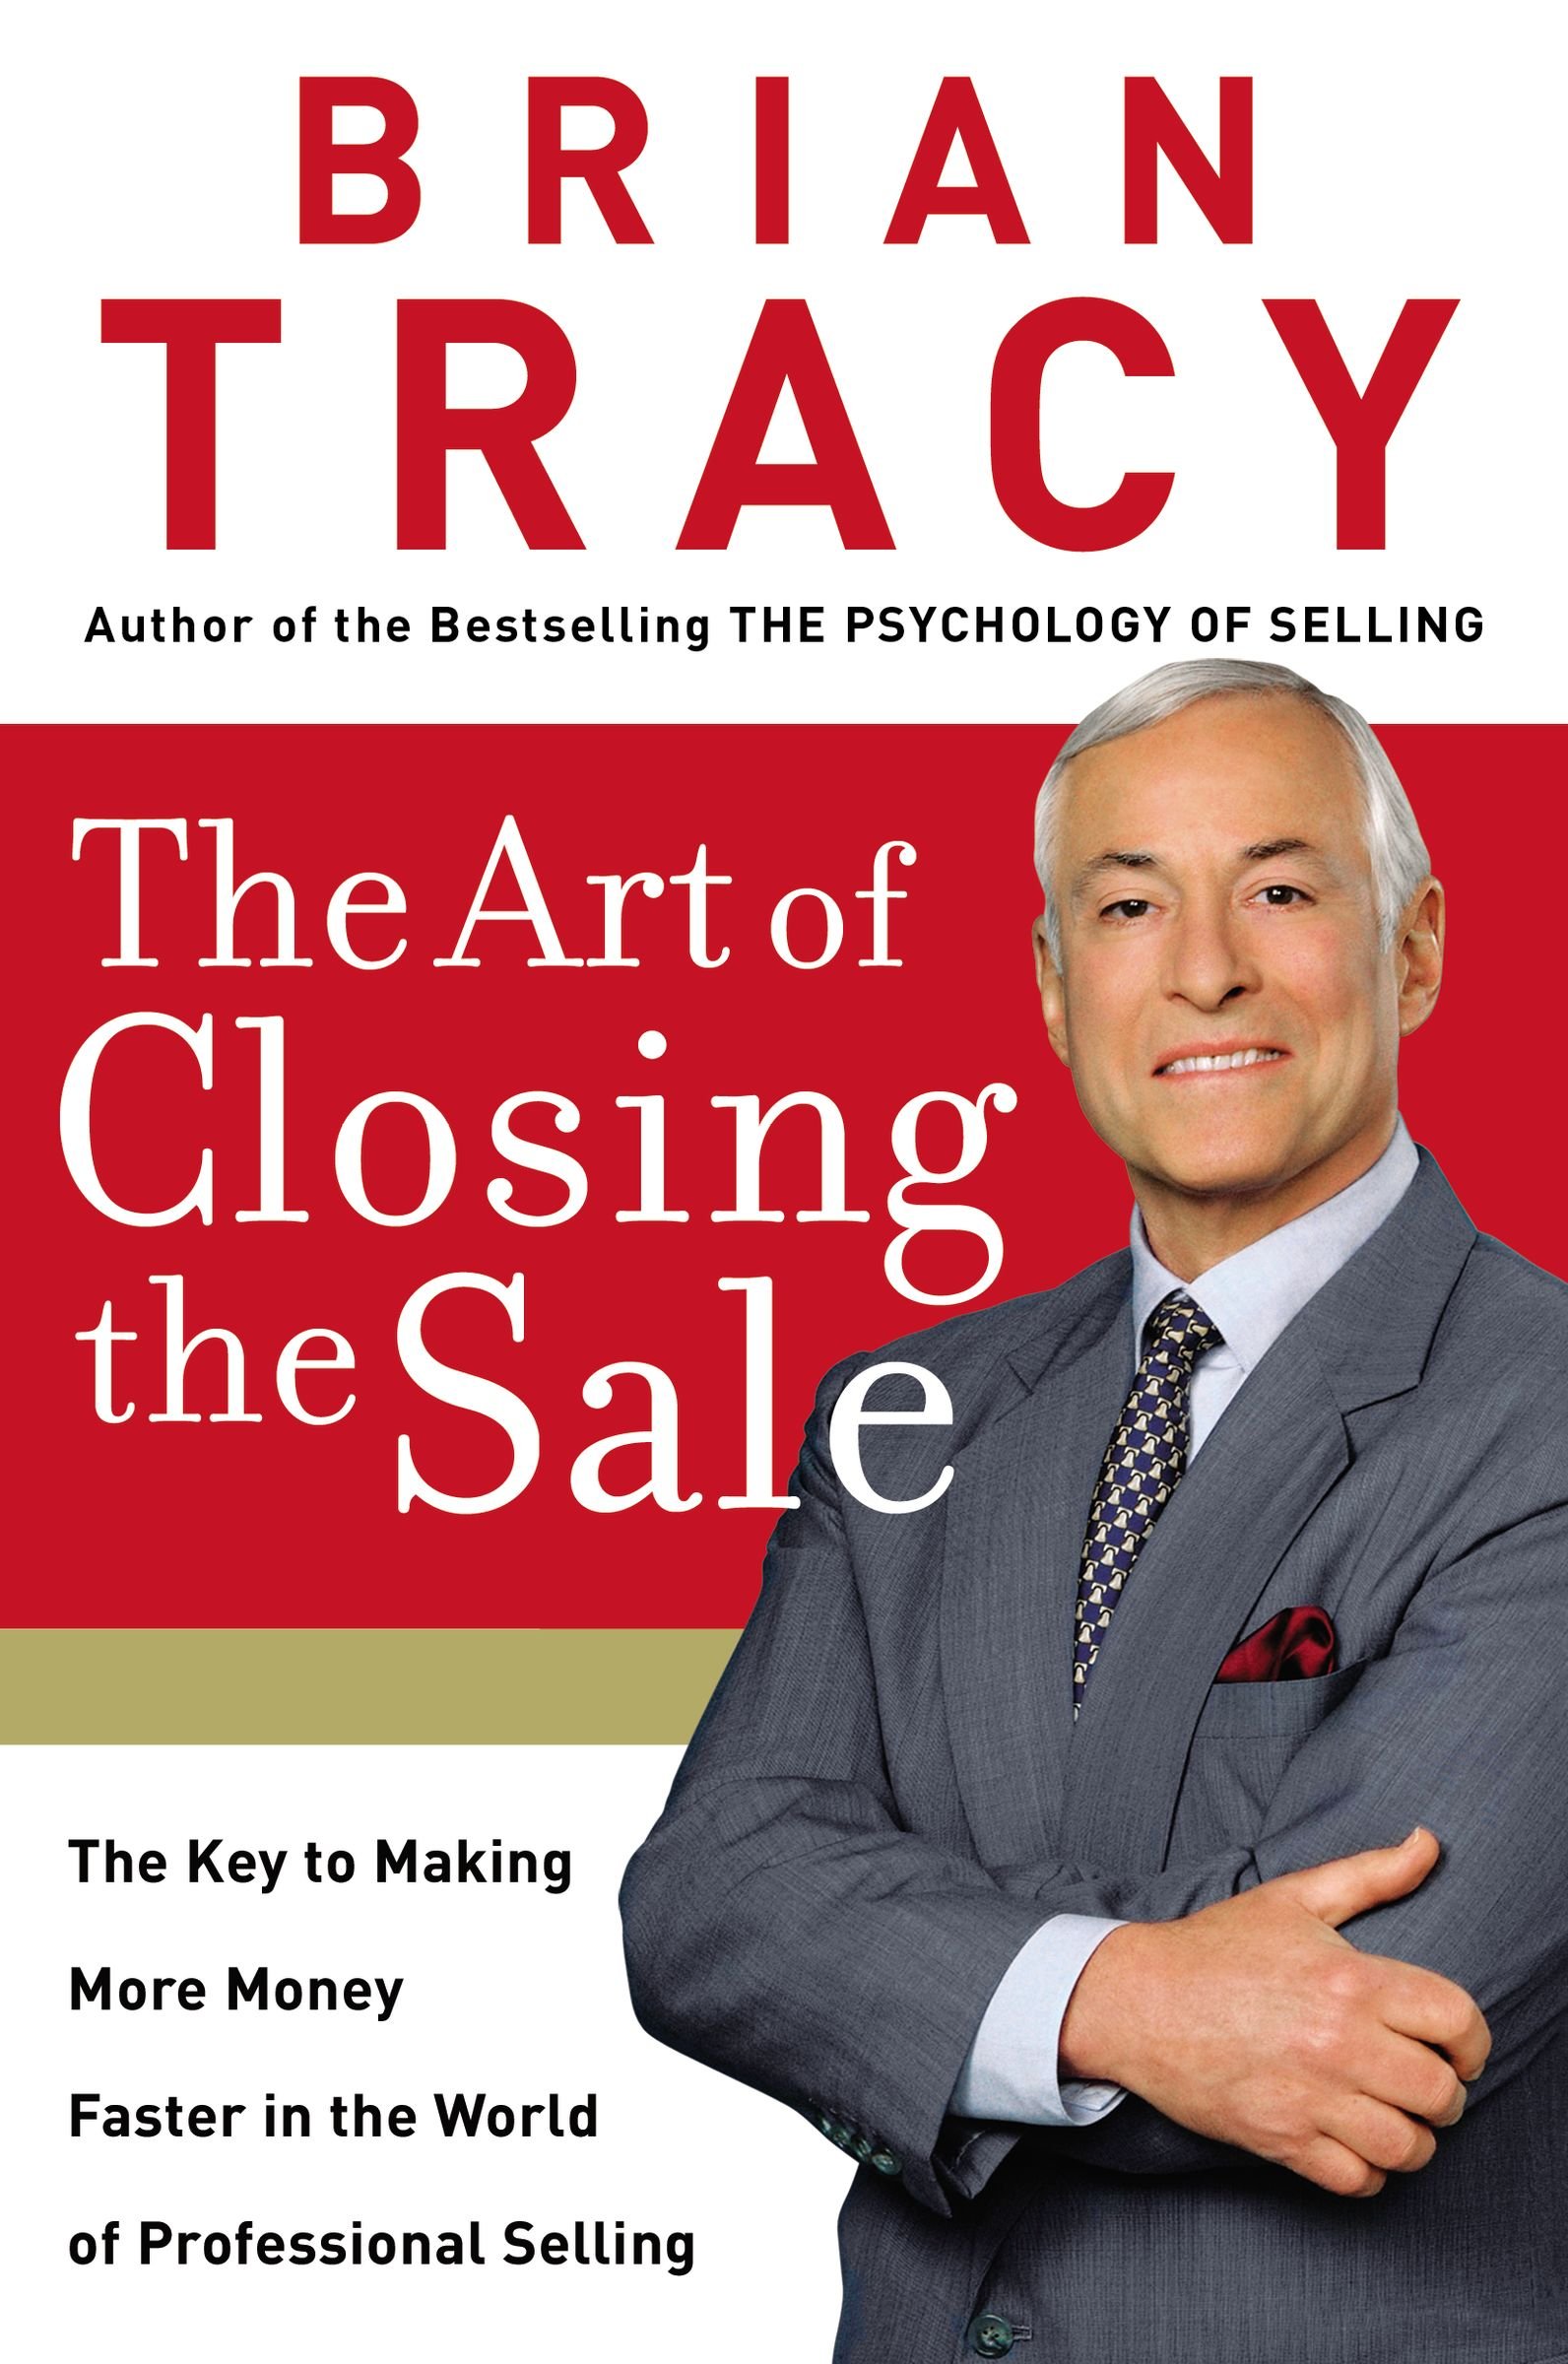 BRIAN
TRACY
Author of the Bestselling THE PSYCHOLOGY OF SELLING
The Art of
Closing
the Sale
The Key to Making
More Money
Faster in the World
of Professional Selling